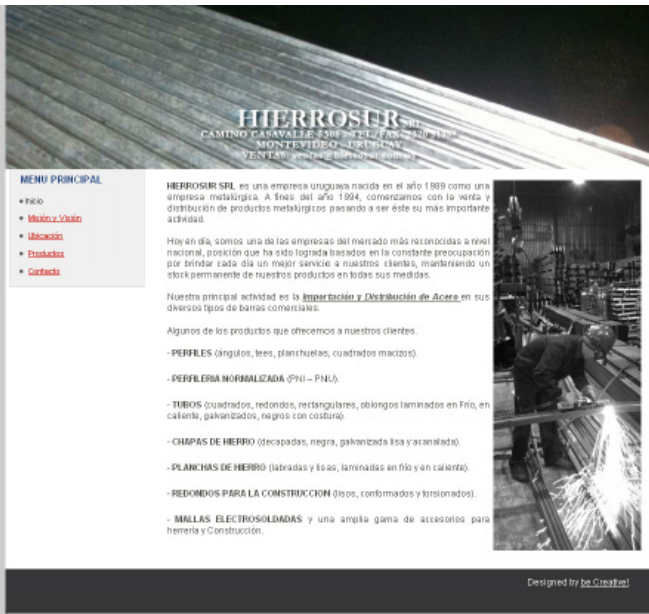 HIERROSUR SRL
CAMINO CASAVALLE
MONTEVIDEO - URUGUAY
VENTAS:
MENU PRINCIPAL
Inicio
Misión y Visión
Ubicación
Productos
Contacto
HIERROSUR SRL es una empresa uruguaya nacida en el año 1989 como una
empresa metalúrgica. A fines del año 1994, comenzamos con la venta y
distribución de productos metalúrgicos pasando a ser éste su más importante
actividad.
Hoy en día, somos una de las empresas del mercado más reconocidas a nivel
nacional, posición que ha sido lograda basados en la constante preocupación
por brindar cada día un mejor servicio a nuestros clientes, manteniendo un
stock permanente de nuestros productos en todas sus medidas.
Nuestra principal actividad es la Importación y Distribución de Acero en sus
diversos tipos de barras comerciales.
Algunos de los productos que ofrecemos a nuestros clientes.
- PERFILES (ángulos, tees, planchuelas, cuadrados macizos).
- PERFILERIA NORMALIZADA (PNI – PNU).
- TUBOS (cuadrados, redondos, rectangulares, oblongos laminados en Frío, en
caliente, galvanizados, negros con costura).
- CHAPAS DE HIERRO (decapadas, negra, galvanizada lisa y acanalada).
- PLANCHAS DE HIERRO (labradas y lisas, laminadas en frío y en caliente).
- REDONDOS PARA LA CONSTRUCCION (lisos, conformados y torsionados).
- MALLAS ELECTROSOLDADAS y una amplia gama de accesorios para
herrería y Construcción.
Designed by be Creative!